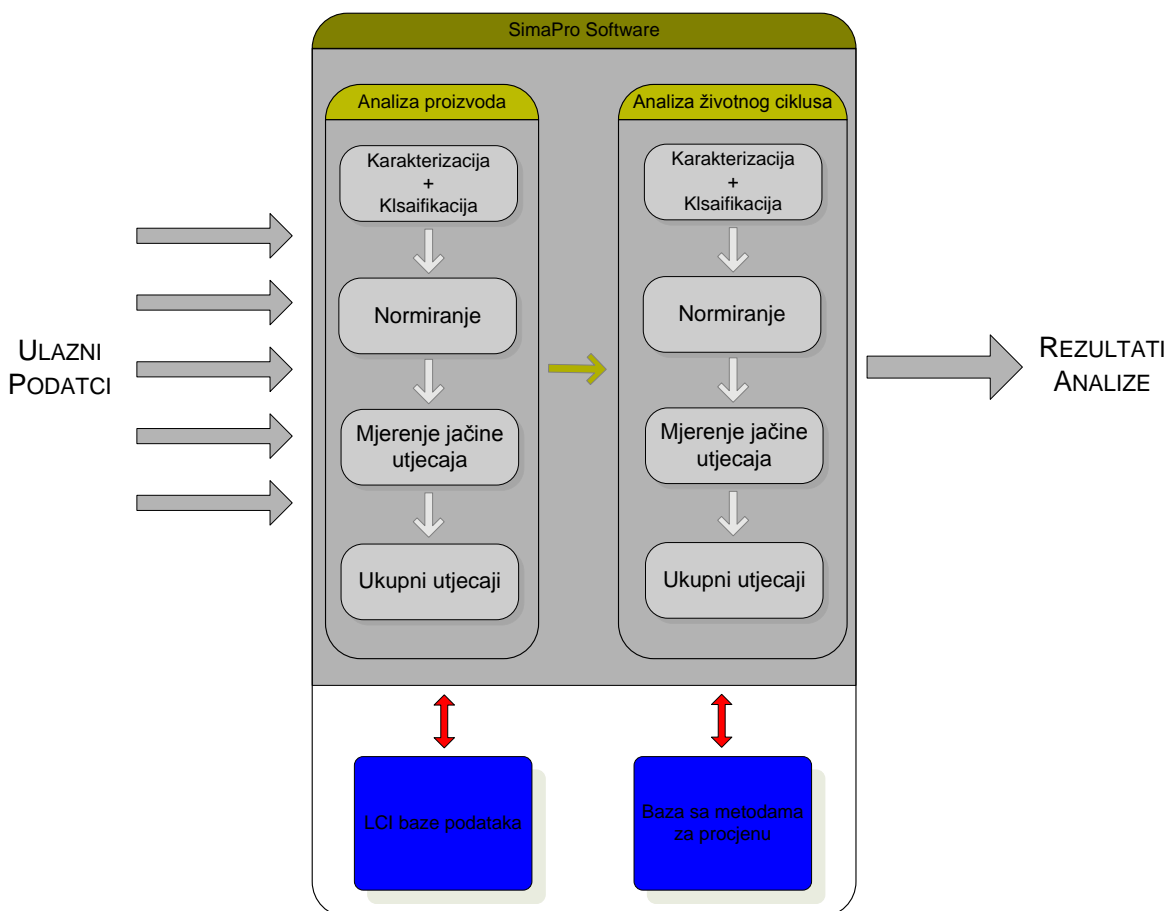 SimaPro Software
Analiza proizvoda
Karakterizacija
+
Klsaifikacija
Normiranje
Mjerenje jačine
utjecaja
Ukupni utjecaji
Analiza životnog ciklusa
Karakterizacija
+
Klsaifikacija
Normiranje
Mjerenje jačine
utjecaja
Ukupni utjecaji
ULAZNI
PODATCI
REZULTATI
ANALIZE
LCI baze podataka
Baza sa metodama
za procjenu